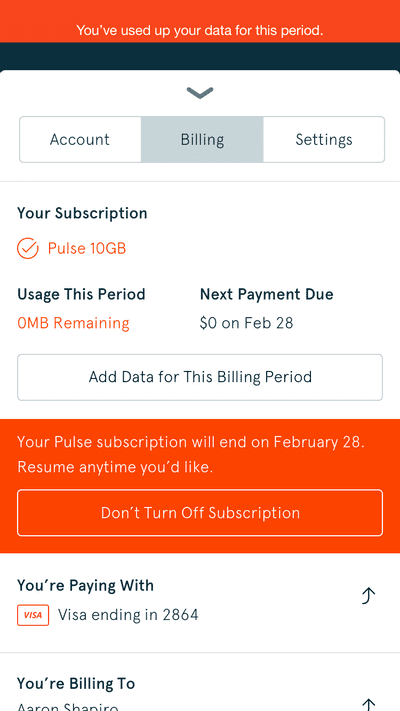 You've used up your data for this period.
Account
Billing
Settings
Your Subscription
Pulse 10GB
Usage This Period
Next Payment Due
0MB Remaining
$0 on Feb 28
Add Data for This Billing Period
Your Pulse subscription will end on February 28.
Resume anytime you’d like.
Don’t Turn Off Subscription
You’re Paying With
VISA
Visa ending in 2864
You’re Billing To
Aaron Shapiro